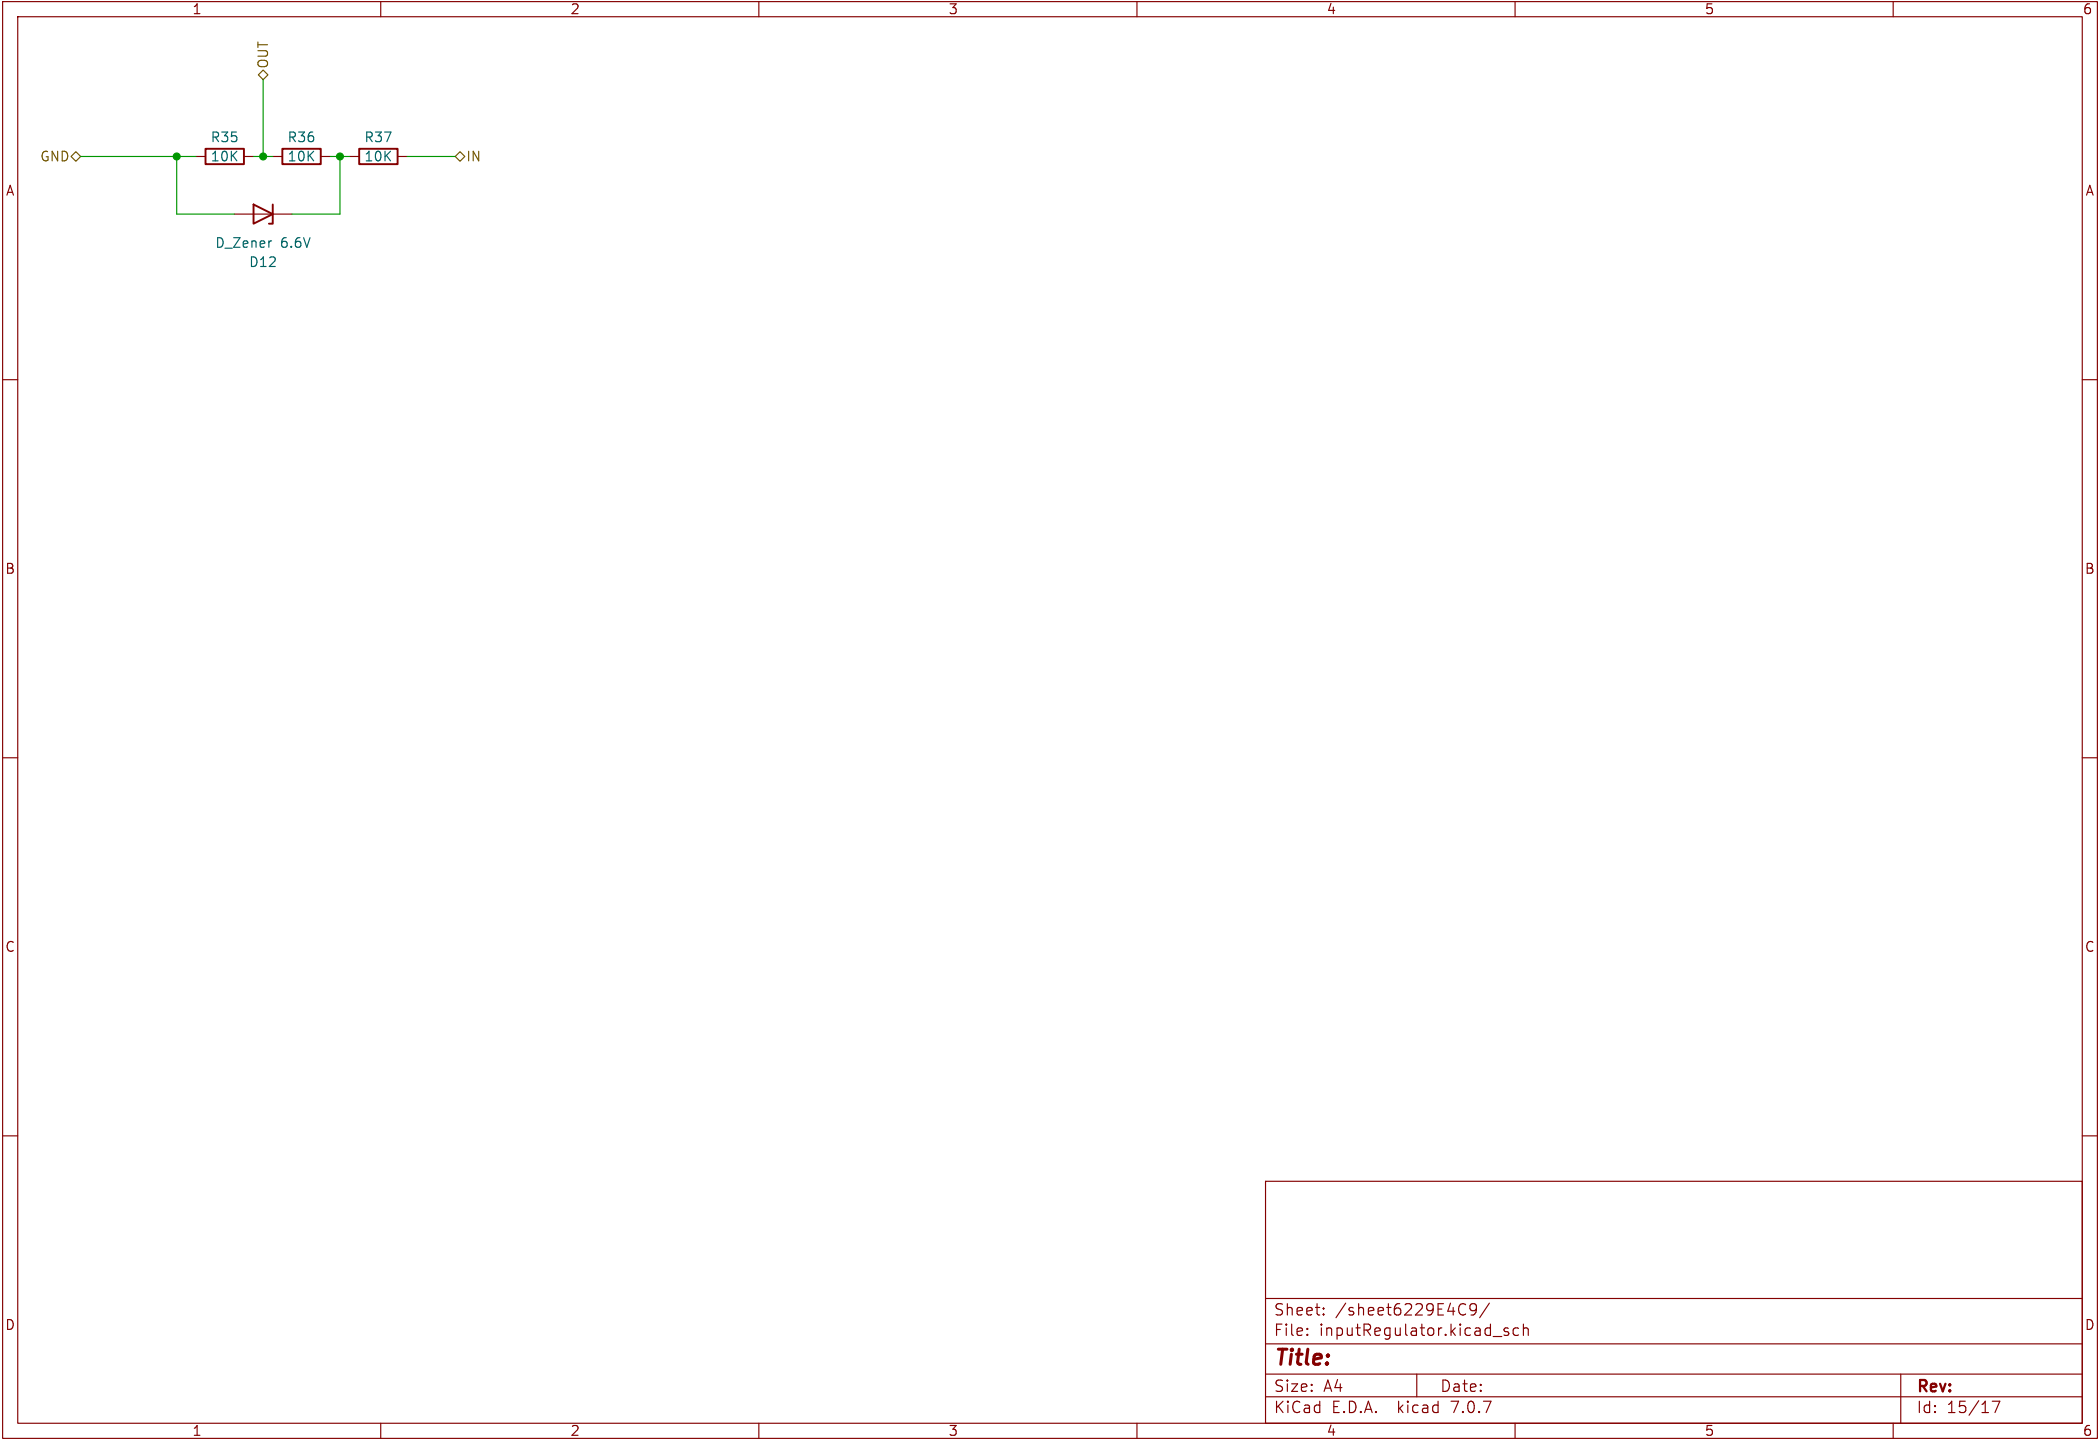 1 2 3 4 5 6
OUT
R35 R36 R37
GND 10K 10K 10K IN
A A
D_Zener 6.6V
D12
B B
C C
Sheet: /sheet6229E4C9/
D D
File: inputRegulator.kicad_sch
Title:
Size: A4 Date: Rev:
KiCad E.D.A. kicad 7.0.7 Id: 15/17
1 2 3 4 5 6